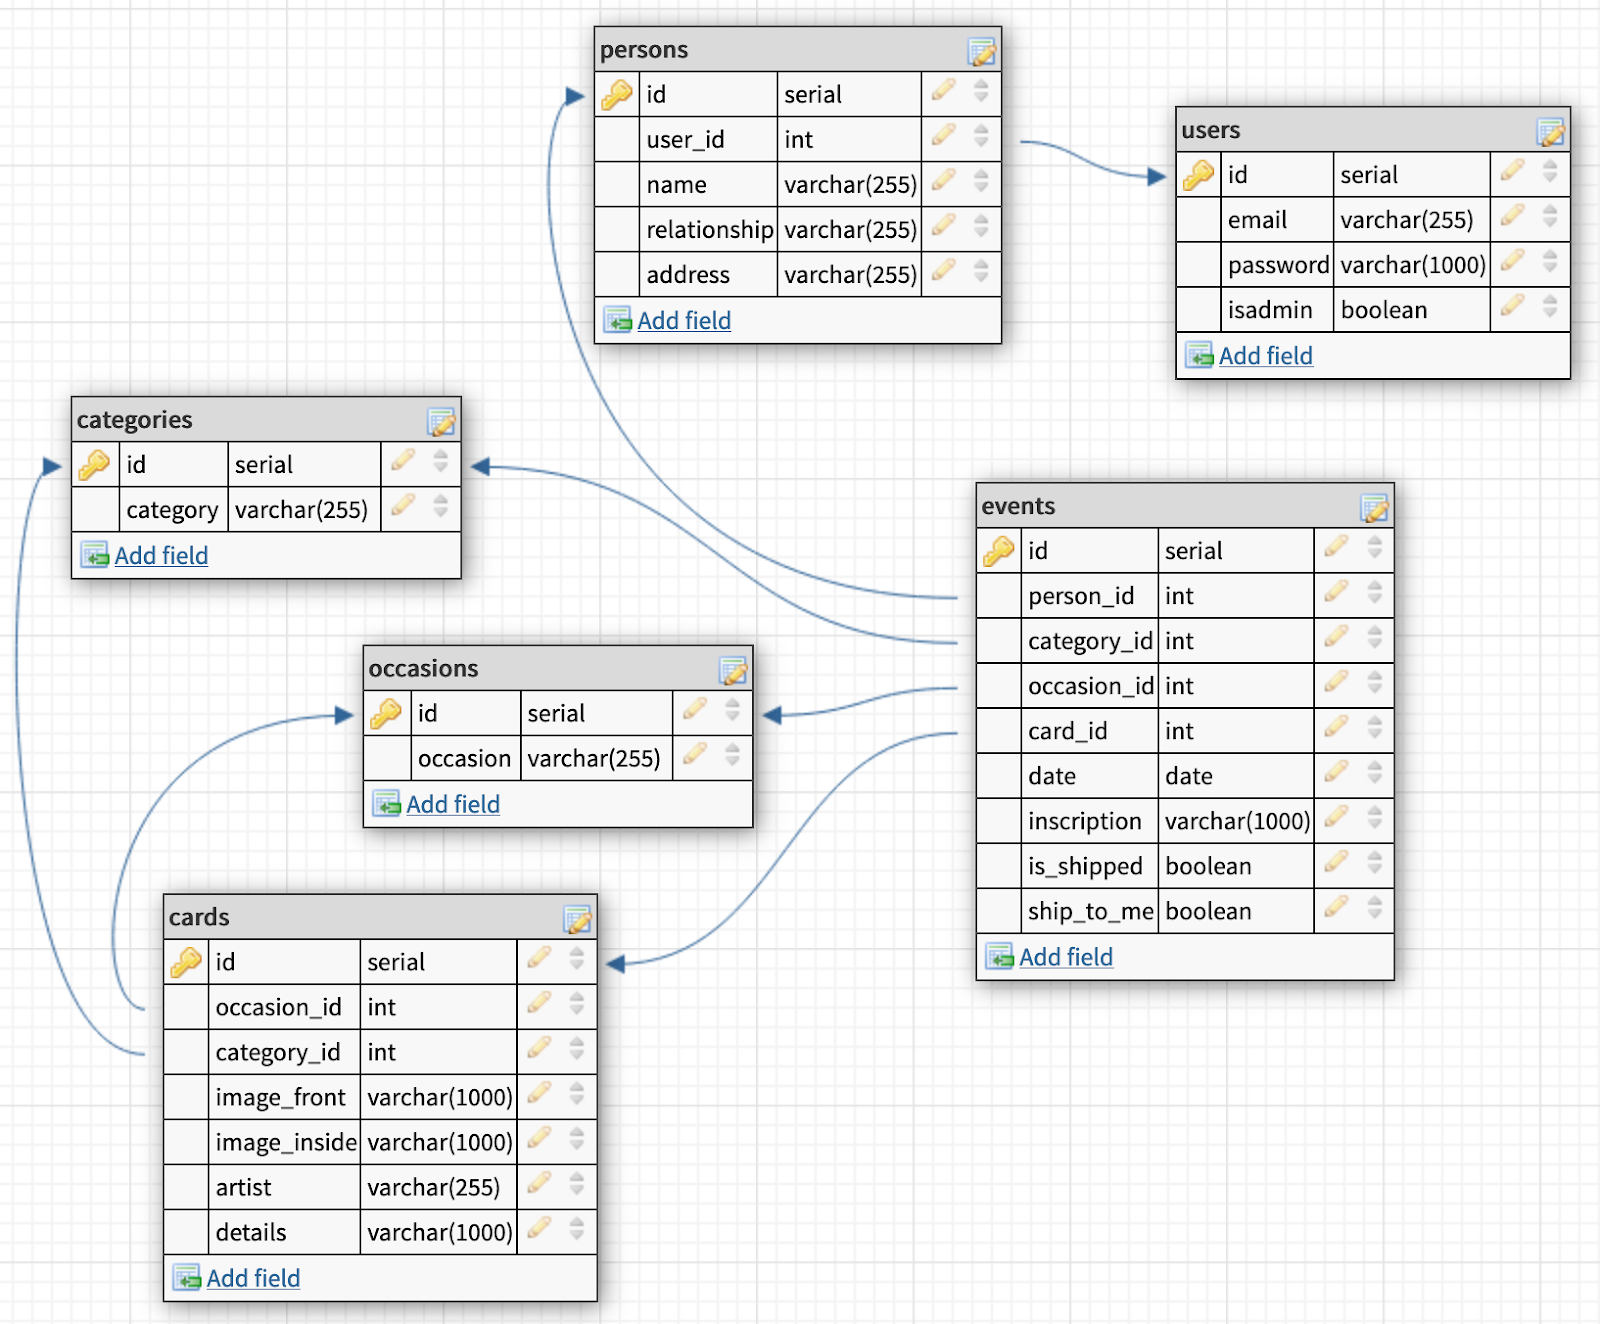 persons
id serial
user_id int
name varchar(255)
relationship varchar(255)
address varchar(255)
Add field
users
id serial
email varchar(255)
password varchar(1000)
isadmin boolean
Add field
categories
id serial
category varchar(255)
Add field
events
id serial
person_id int
category_id int
occasion_id int
card_id int
date date
inscription varchar(1000)
is_shipped boolean
ship_to_me boolean
Add field
occasions
id serial
occasion varchar(255)
Add field
cards
id serial
occasion_id int
category_id int
image_front varchar(1000)
image_inside varchar(1000)
artist varchar(255)
details varchar(1000)
Add field